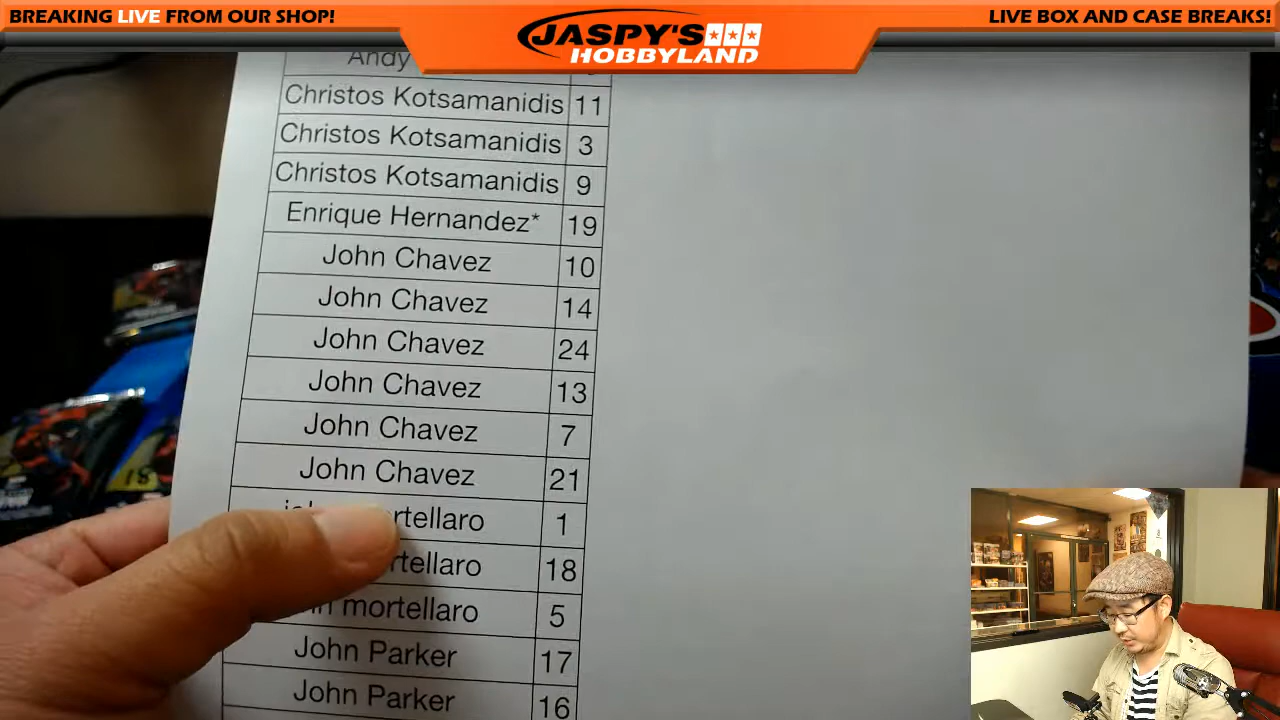 BREAKING LIVE FROM OUR SHOP!
JASPY'S
HOBBYLAND
LIVE BOX AND CASE BREAKS!
Andy
Christos Kotsamanidis 11
Christos Kotsamanidis 3
Christos Kotsamanidis 9
Enrique Hernandez* 19
John Chavez 10
John Chavez 14
John Chavez 24
John Chavez 13
John Chavez 7
John Chavez 21
1
18
mortellaro 5
John Parker 17
John Parker 16
18